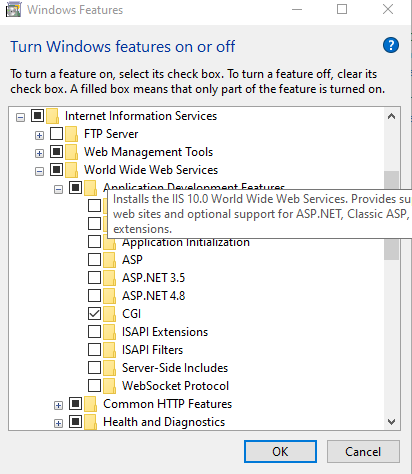 Windows Features
Turn Windows features on or off
?
To turn a feature on, select its check box. To turn a feature off, clear its
check box. A filled box means that only part of the feature is turned on.
Internet Information Services
FTP Server
Web Management Tools
World Wide Web Services
Application Development Features
Installs the IIS 10.0 World Wide Web Services. Provides su
web sites and optional support for ASP.NET, Classic ASP,
extensions.
Application Initialization
ASP
ASP.NET 3.5
ASP.NET 4.8
CGI
ISAPI Extensions
ISAPI Filters
Server-Side Includes
WebSocket Protocol
Common HTTP Features
Health and Diagnostics
OK
Cancel